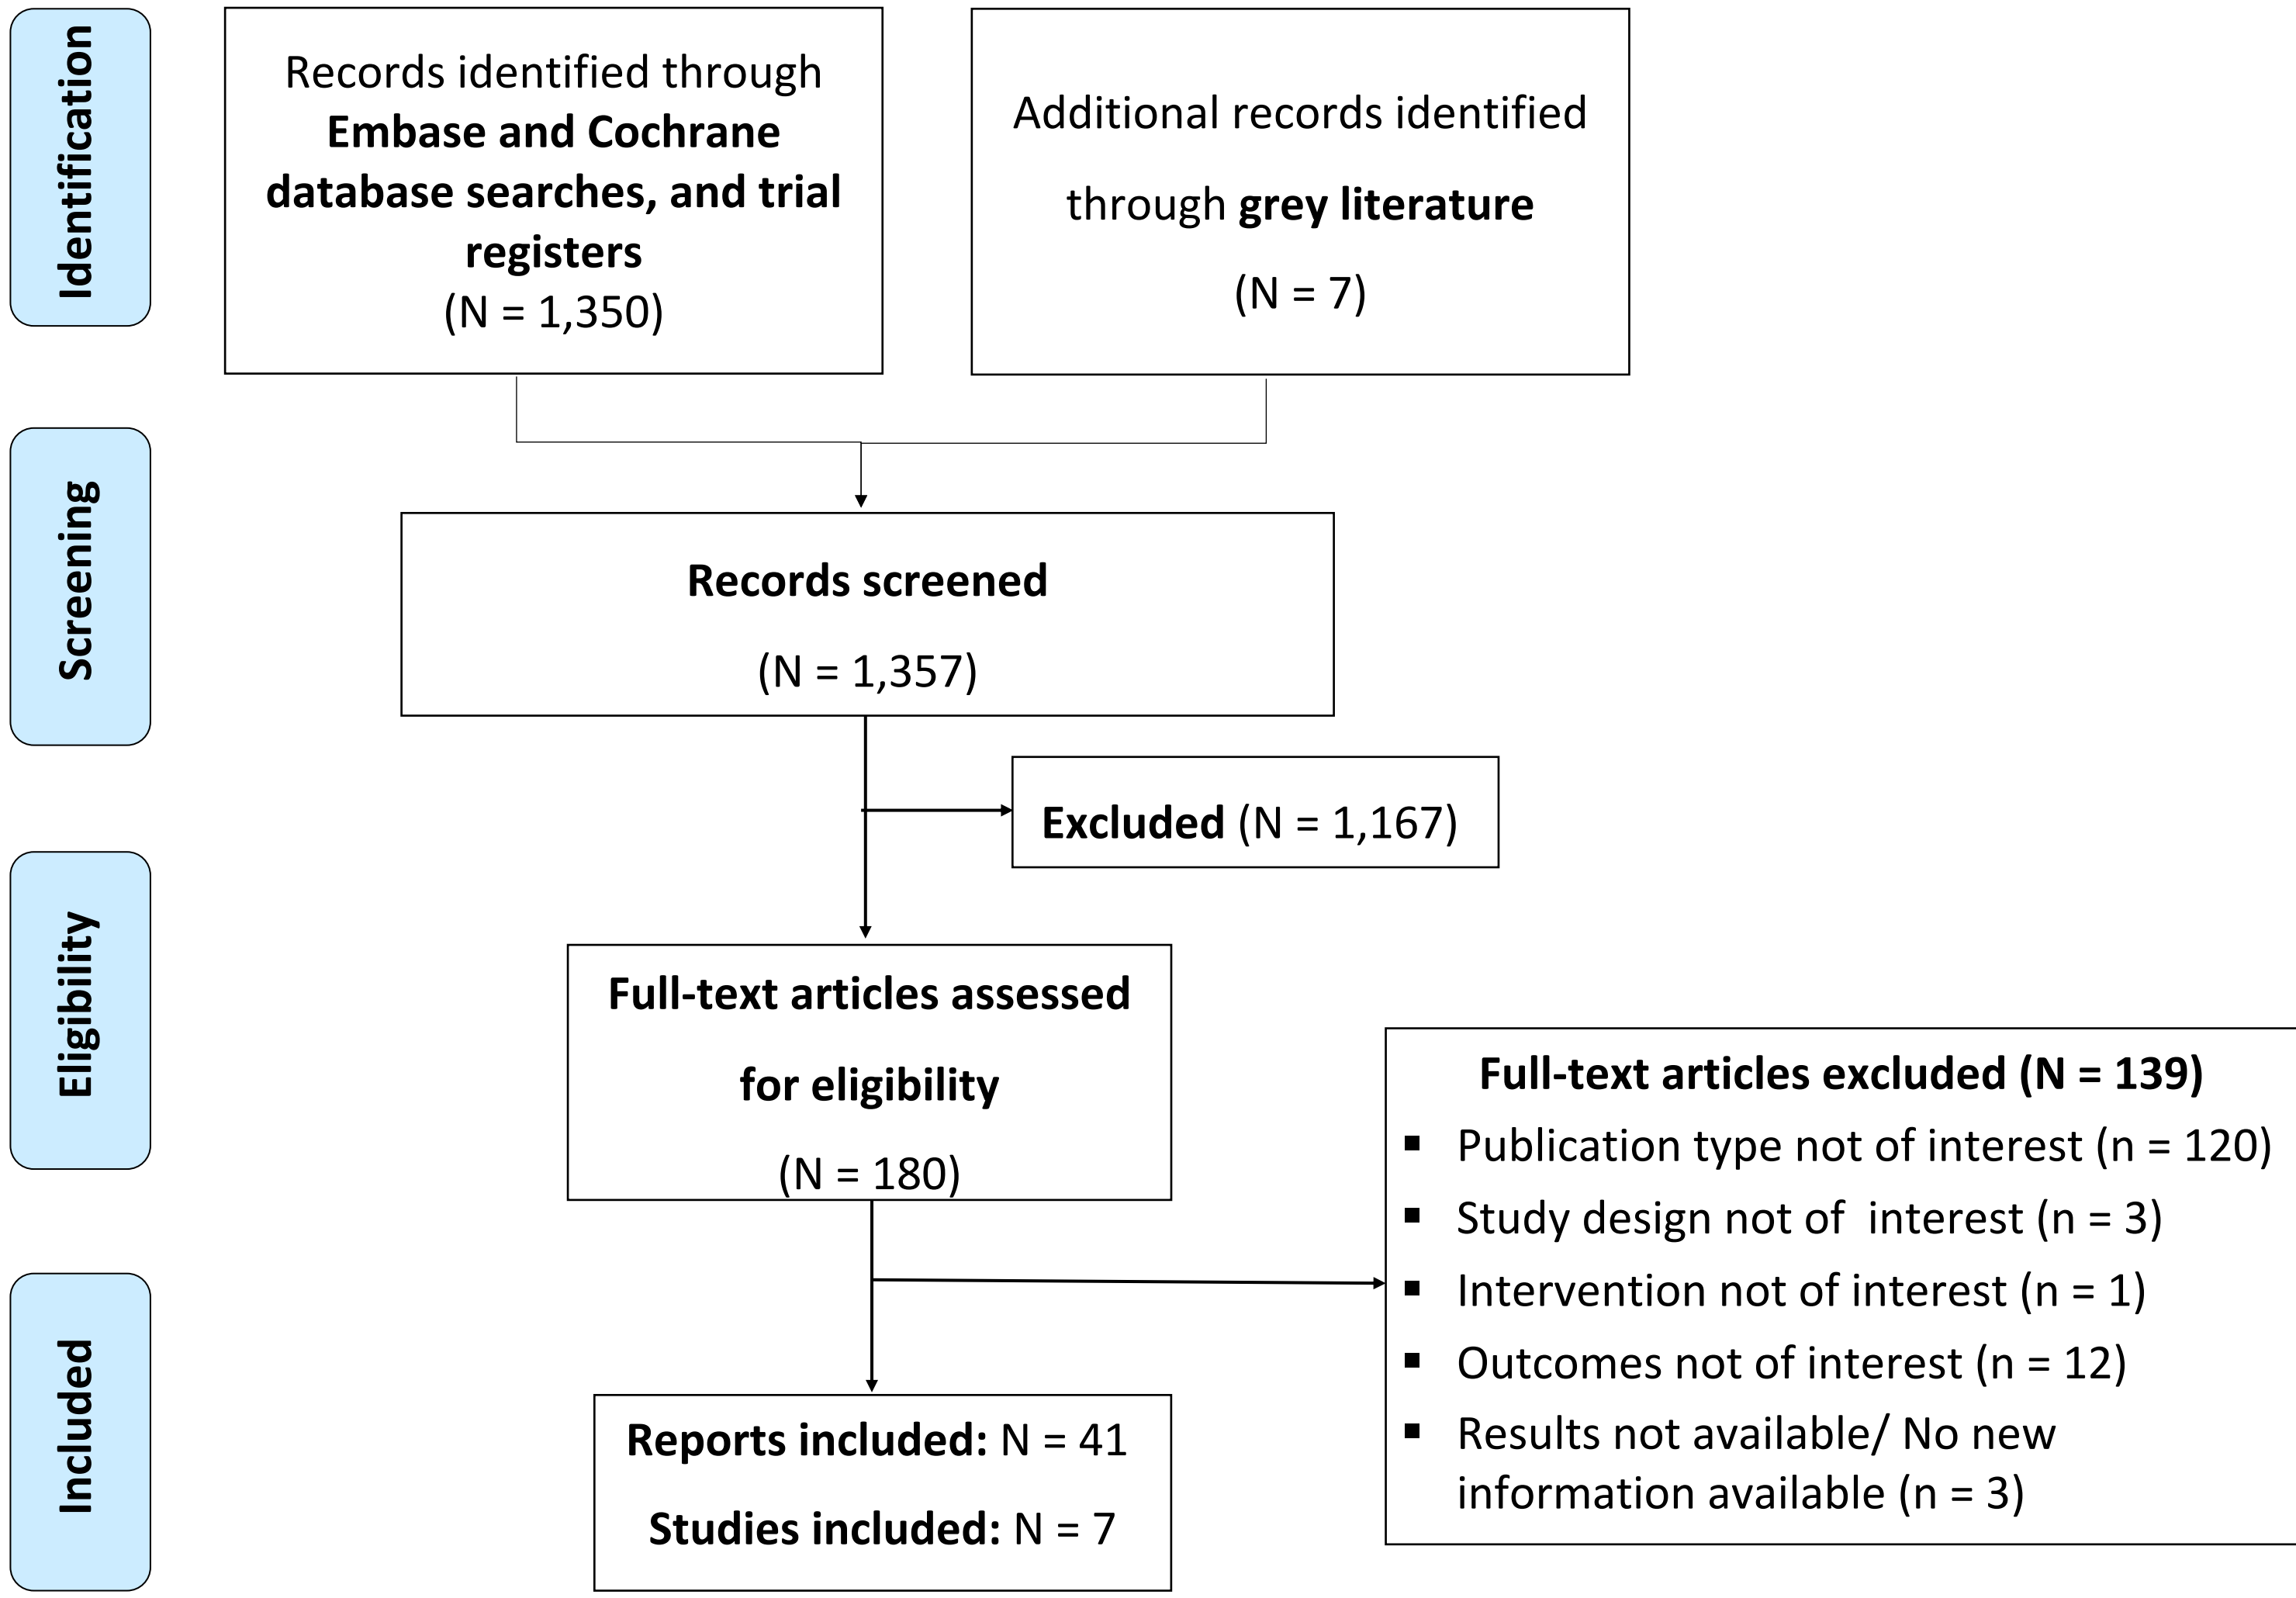 Identification
Records identified through
Embase and Cochrane
database searches, and trial
registers
(N = 1,350)
Additional records identified
through grey literature
(N = 7)
Screening
Records screened
(N = 1,357)
Excluded (N = 1,167)
Eligibility
Full-text articles assessed
for eligibility
(N = 180)
Full-text articles excluded (N = 139)
▪ Publication type not of interest (n = 120)
▪ Study design not of  interest (n = 3)
▪ Intervention not of interest (n = 1)
▪ Outcomes not of interest (n = 12)
▪ Results not available/ No new
information available (n = 3)
Included
Reports included: N = 41
Studies included: N = 7